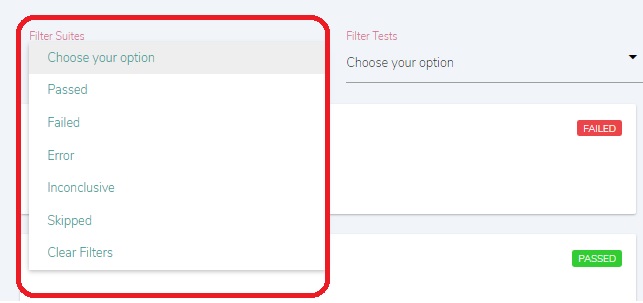 Filter Suites
Filter Tests
Choose your option
Choose your option
Passed
Failed
Error
Inconclusive
Skipped
Clear Filters
FAILED
PASSED